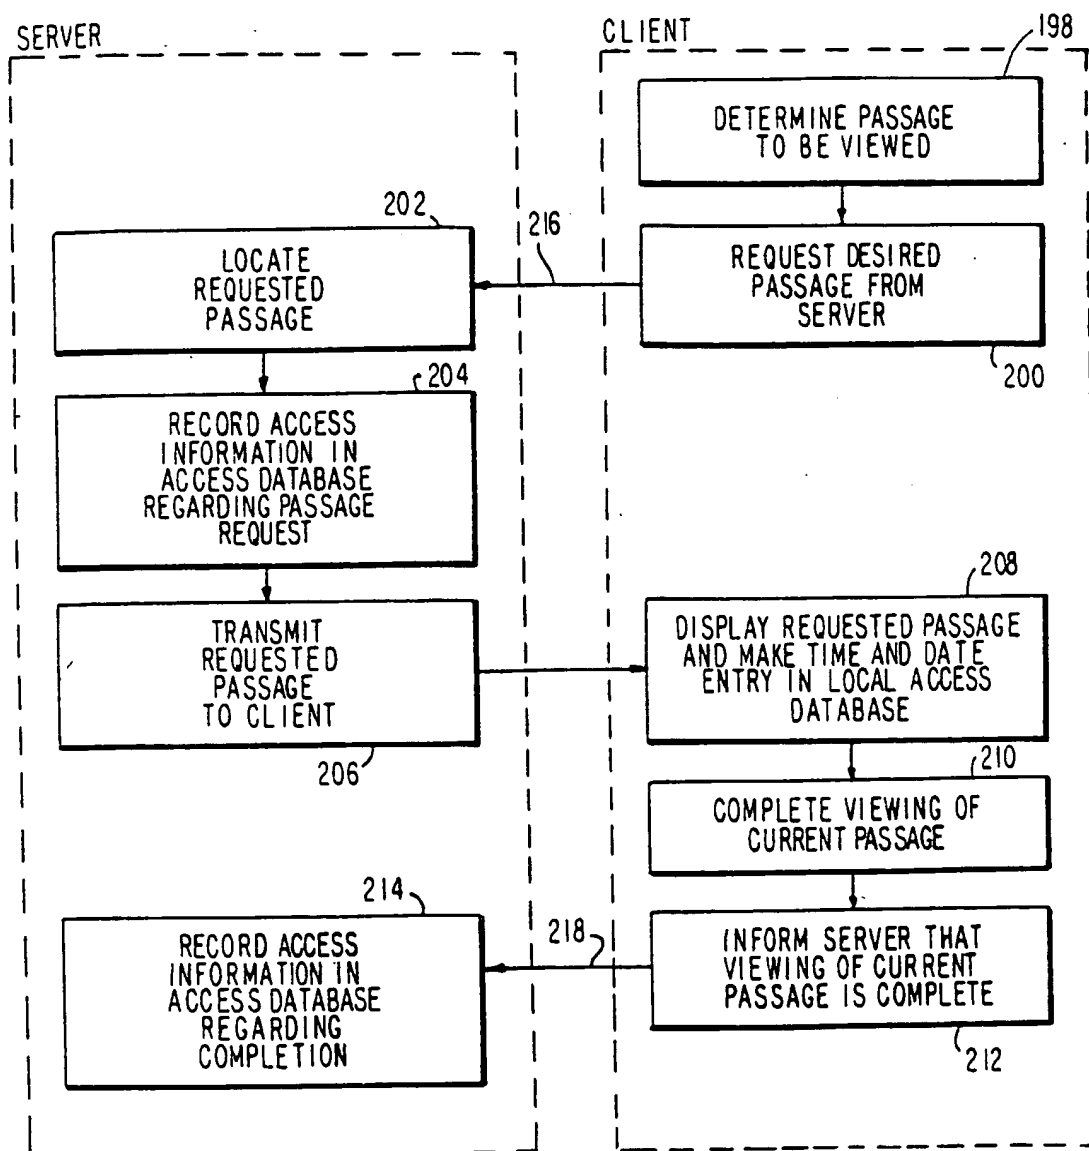 SERVER
CLIENT
198
DETERMINE PASSAGE
TO BE VIEWED
202
216
LOCATE
REQUESTED
PASSAGE
REQUEST DESIRED
PASSAGE FROM
SERVER
200
204
RECORD ACCESS
INFORMATION IN
ACCESS DATABASE
REGARDING PASSAGE
REQUEST
208
TRANSMIT
REQUESTED
PASSAGE
TO CLIENT
206
DISPLAY REQUESTED PASSAGE
AND MAKE TIME AND DATE
ENTRY IN LOCAL ACCESS
DATABASE
210
COMPLETE VIEWING OF
CURRENT PASSAGE
214
218
RECORD ACCESS
INFORMATION IN
ACCESS DATABASE
REGARDING
COMPLETION
INFORM SERVER THAT
VIEWING OF CURRENT
PASSAGE IS COMPLETE
212